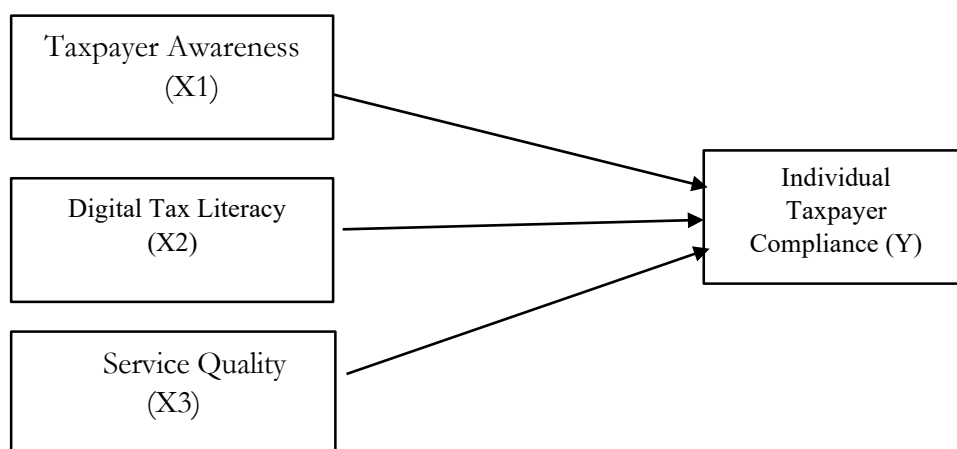 Taxpayer Awareness
(X1)
Digital Tax Literacy
(X2)
Service Quality
(X3)
Individual
Taxpayer
Compliance (Y)